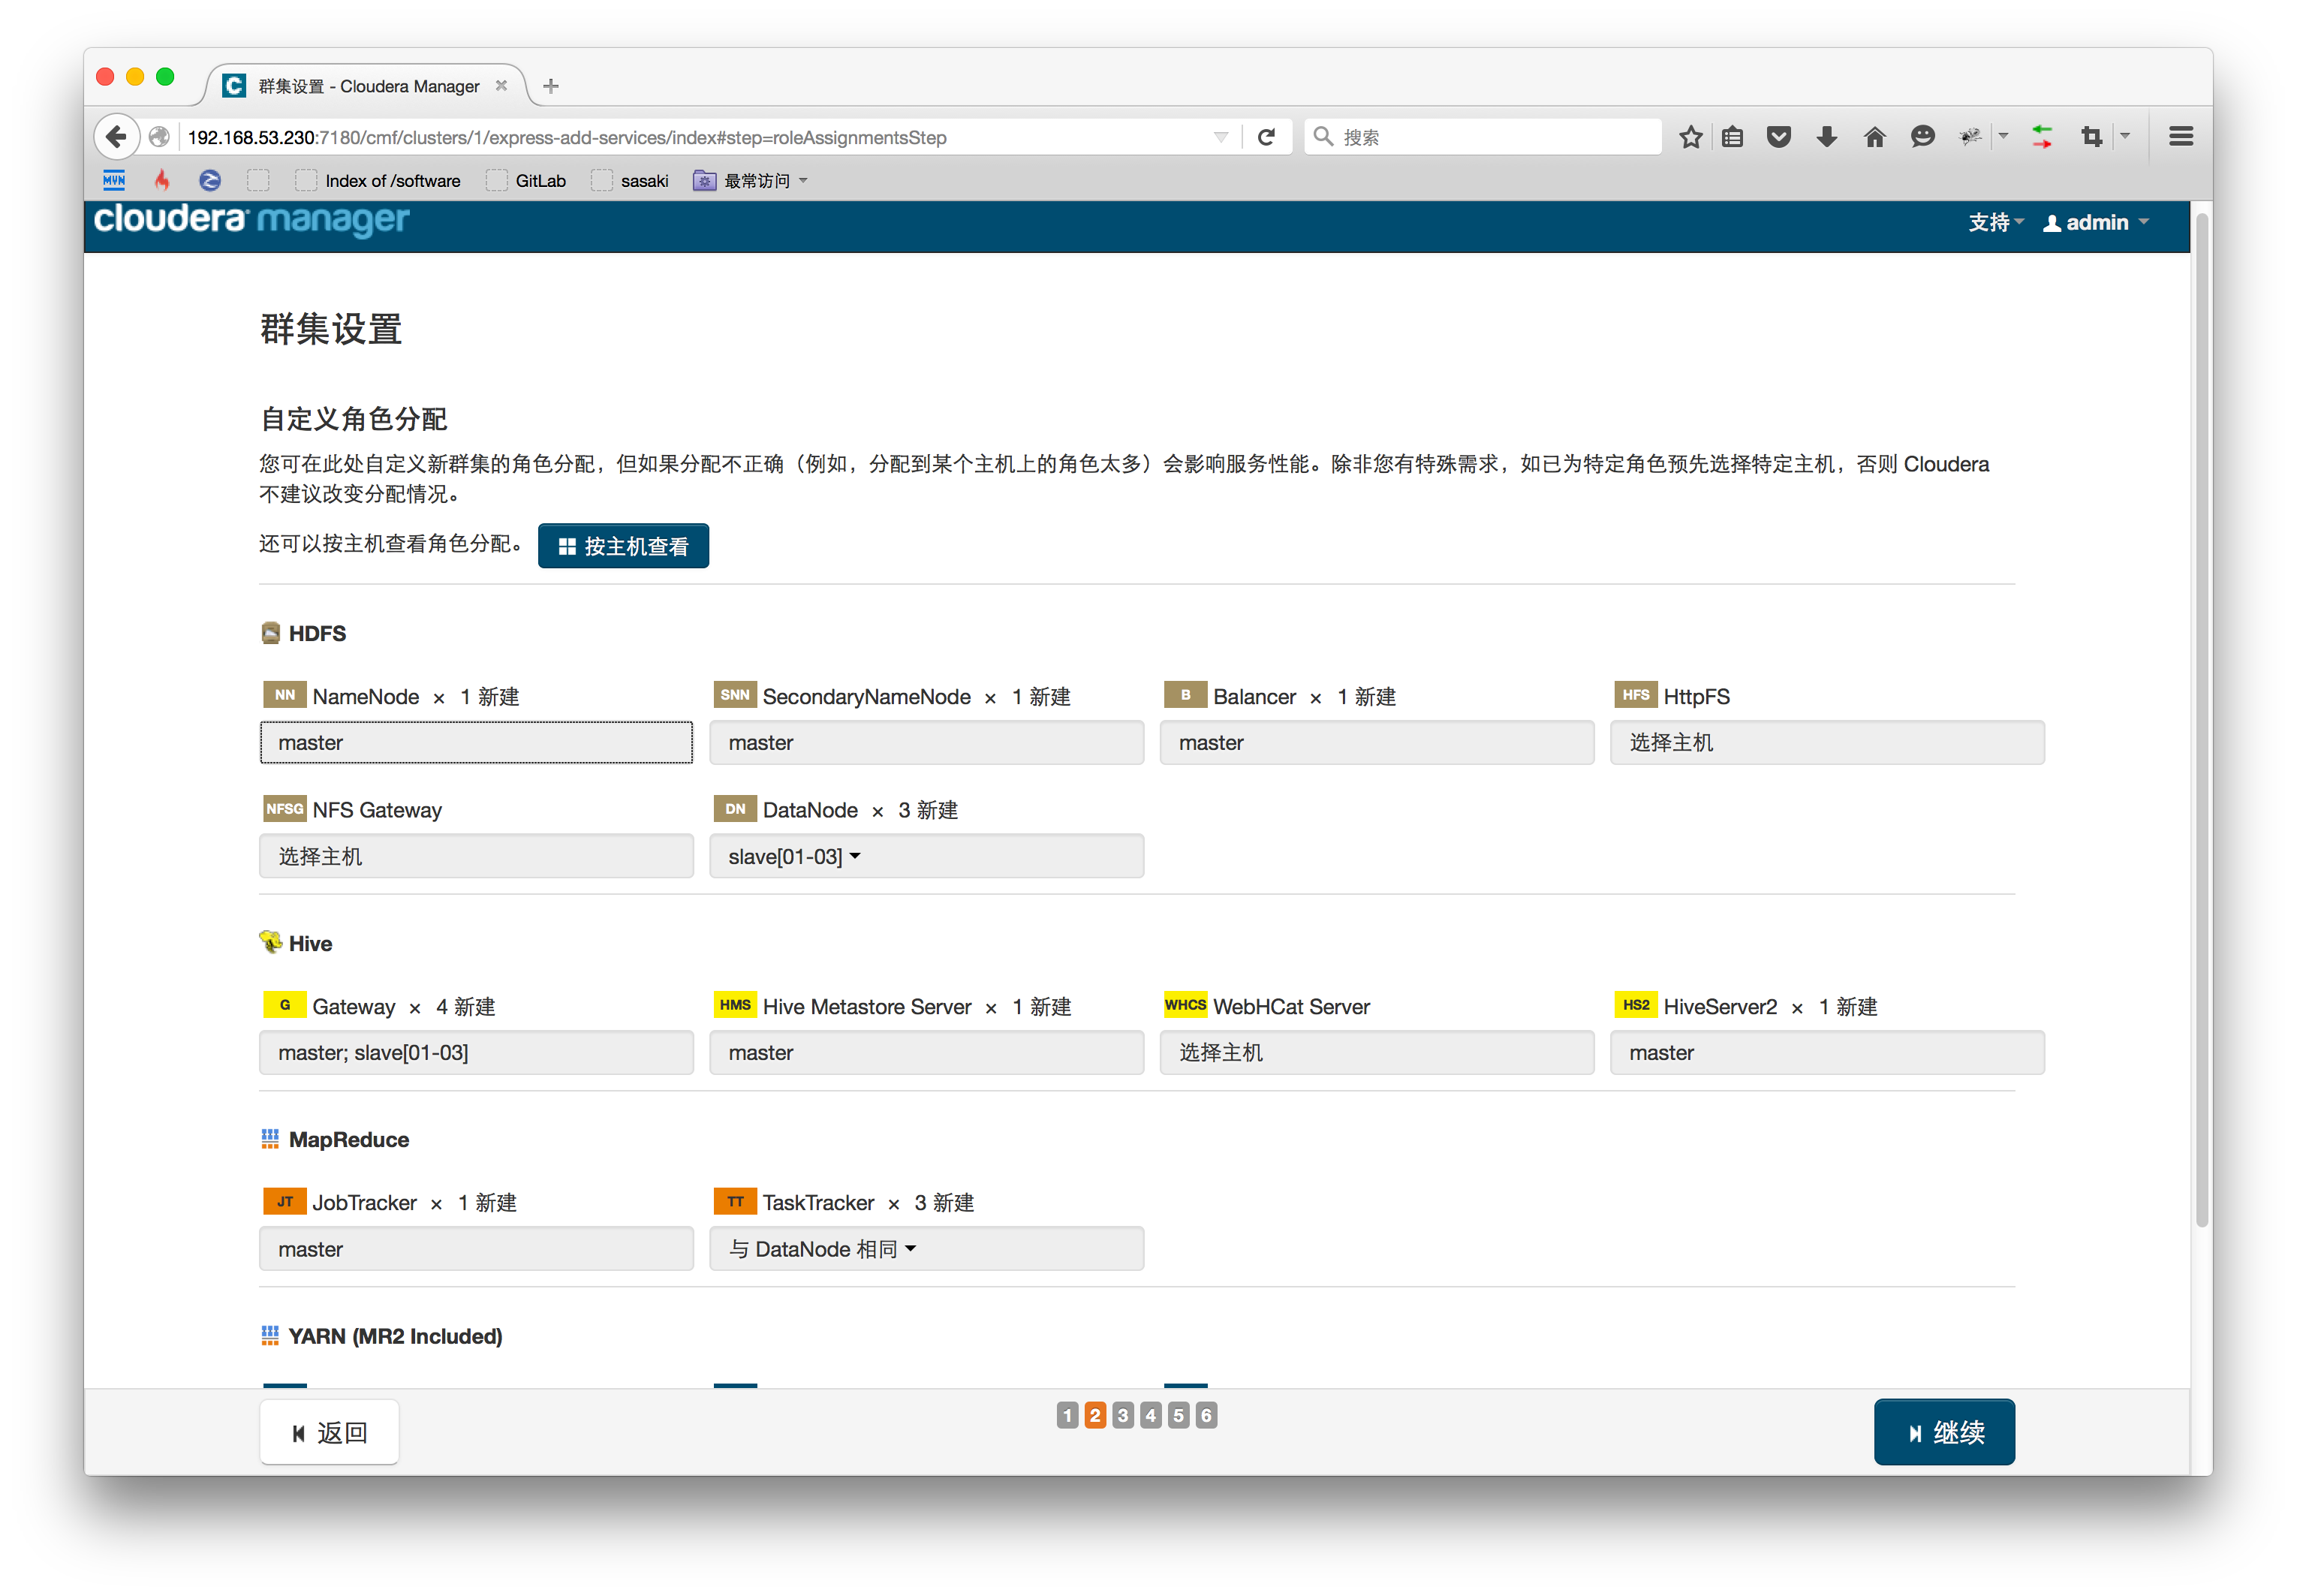 群集设置 - Cloudera Manager
192.168.53.230:7180/cmf/clusters/1/express-add-services/index#step=roleAssignmentsStep
搜索
MVN
Index of /software
GitLab
sasaki
最常访问
cloudera manager
支持
admin
群集设置
自定义角色分配
您可在此处自定义新群集的角色分配，但如果分配不正确（例如，分配到某个主机上的角色太多）会影响服务性能。除非您有特殊需求，如已为特定角色预先选择特定主机，否则 Cloudera
不建议改变分配情况。
还可以按主机查看角色分配。 按主机查看
HDFS
NN NameNode × 1 新建
SNN SecondaryNameNode × 1 新建
B Balancer × 1 新建
HFS HttpFS
master
master
master
选择主机
NFSG NFS Gateway
DN DataNode × 3 新建
选择主机
slave[01-03]
Hive
G Gateway × 4 新建
HMS Hive Metastore Server × 1 新建
WHCS WebHCat Server
HS2 HiveServer2 × 1 新建
master; slave[01-03]
master
选择主机
master
MapReduce
JT JobTracker × 1 新建
TT TaskTracker × 3 新建
master
与 DataNode 相同
YARN (MR2 Included)
返回
1 2 3 4 5 6
继续